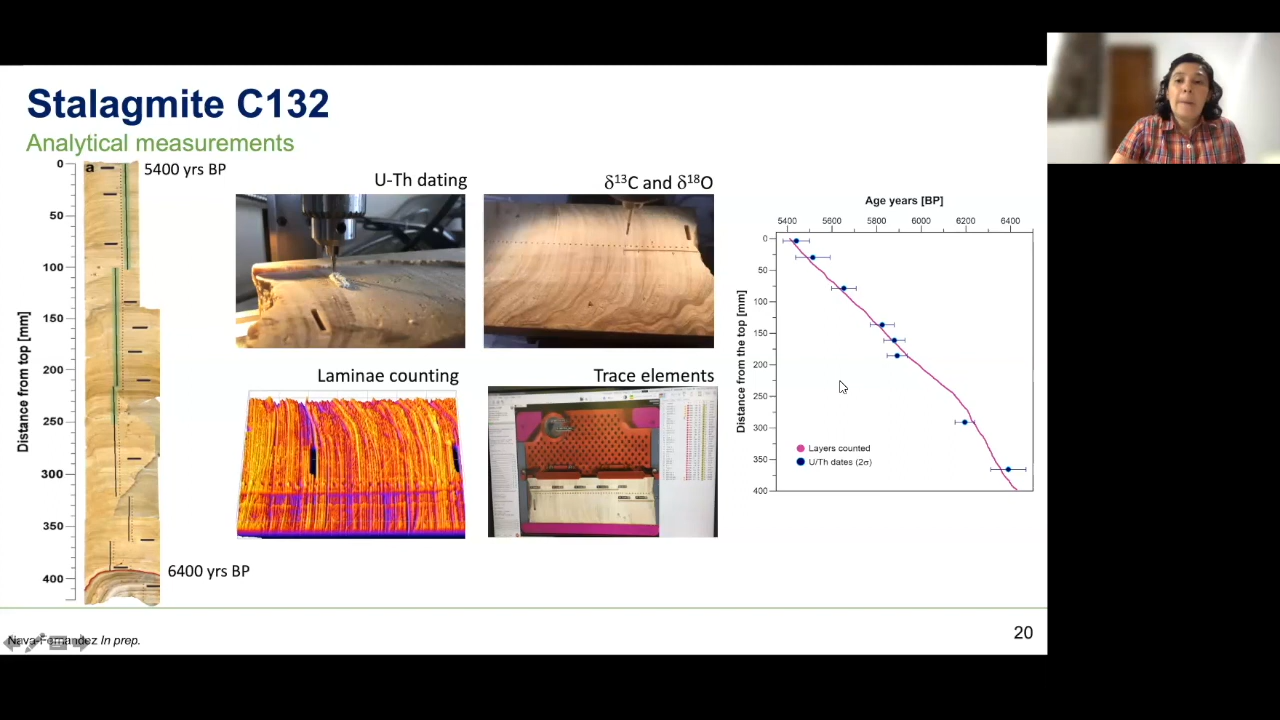 Stalagmite C132
Analytical measurements
a
5400 yrs BP
0
50
100
150
200
250
300
350
400
Distance from top [mm]
6400 yrs BP
U-Th dating
δ13C and δ18O
Laminae counting
Trace elements
Age years [BP]
5400 5600 5800 6000 6200 6400
0
50
100
150
200
250
300
350
400
Distance from the top [mm]
Layers counted
U/Th dates (2σ)
Nava-Fernandez In prep.
20